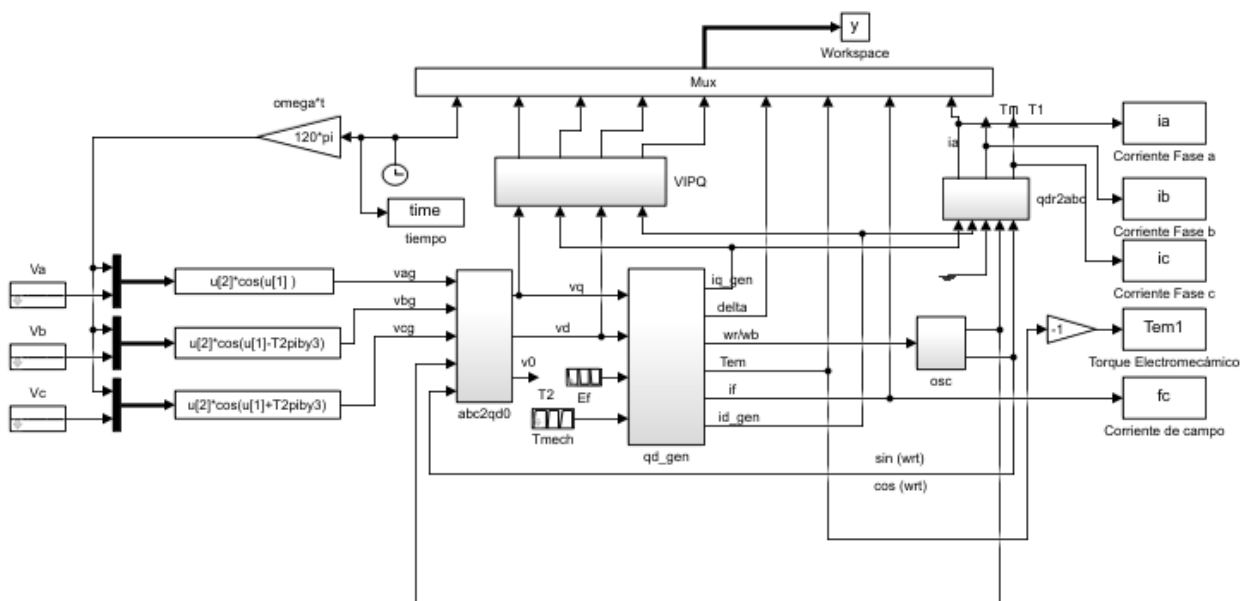 y
Workspace
Mux
omega*t
120*pi
Tm T1
ia
ia
Corriente Fase a
VIPQ
qdr2abc
time
tiempo
ib
Corriente Fase b
ic
Corriente Fase c
Va
u[2]*cos(u[1] )
vag
vbg
vcg
Vb
u[2]*cos(u[1]-T2piby3)
Vc
u[2]*cos(u[1]+T2piby3)
vq
vd
v0
abc2qd0
T2
Ef
Tmech
iq_gen
delta
wr/wb
Tem
if
id_gen
qd_gen
osc
-1
Tem1
Torque Electromecámico
fc
Corriente de campo
sin (wrt)
cos (wrt)